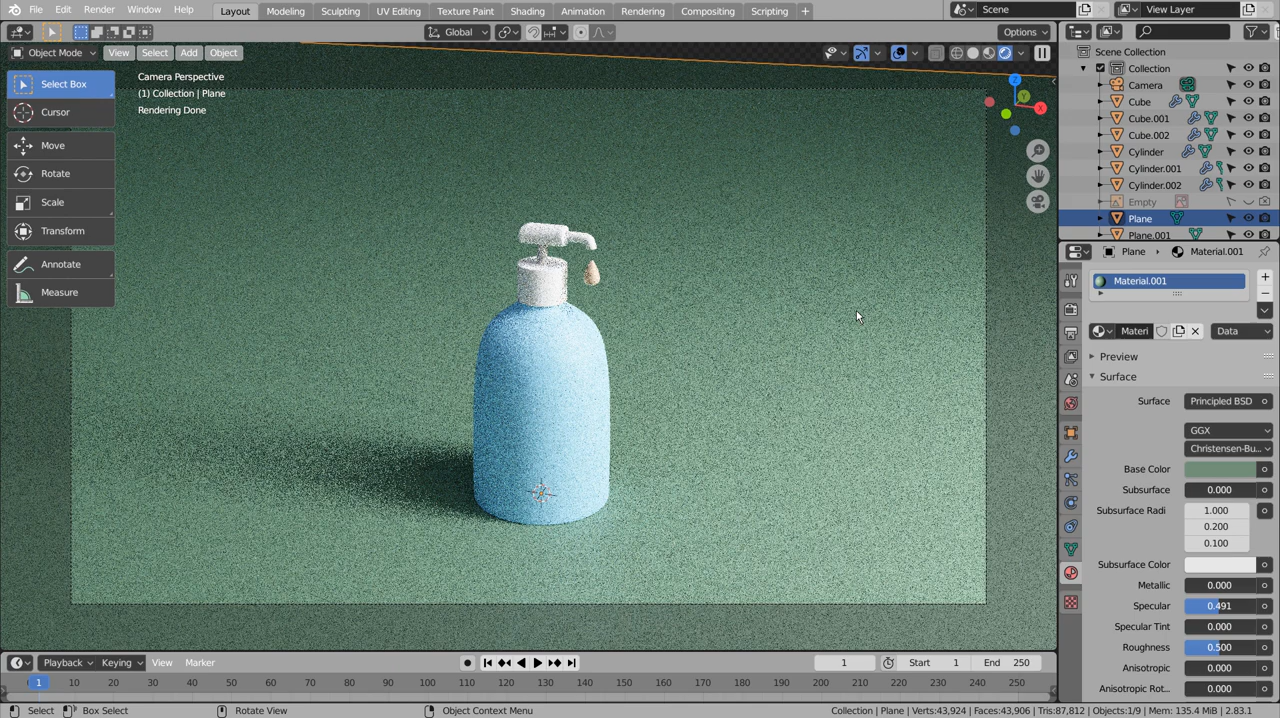 File Edit Render Window Help Layout Modeling Sculpting UV Editing Texture Paint Shading Animation Rendering Compositing Scripting + Scene View Layer
Global Options
Object Mode View Select Add Object
Scene Collection
Collection
Camera
Cube
Cube.001
Cube.002
Cylinder
Cylinder.001
Cylinder.002
Empty
Plane
Plane.001
Select Box
Cursor
Move
Rotate
Scale
Transform
Annotate
Measure
Camera Perspective
(1) Collection | Plane
Rendering Done
Z
Y
X
Plane Material.001
Material.001
Materi Data
Preview
Surface
Surface Principled BSD
GGX
Christensen-Bu...
Base Color
Subsurface 0.000
Subsurface Radi 1.000
0.200
0.100
Subsurface Color
Metallic 0.000
Specular 0.491
Specular Tint 0.000
Roughness 0.500
Anisotropic 0.000
Anisotropic Rot... 0.000
Playback Keying View Marker 1 Start 1 End 250
1 10 20 30 40 50 60 70 80 90 100 110 120 130 140 150 160 170 180 190 200 210 220 230 240 250
Select Box Select Rotate View Object Context Menu Collection | Plane | Verts:43,924 | Faces:43,906 | Tris:87,812 | Objects:1/9 | Mem: 135.4 MiB | 2.83.1